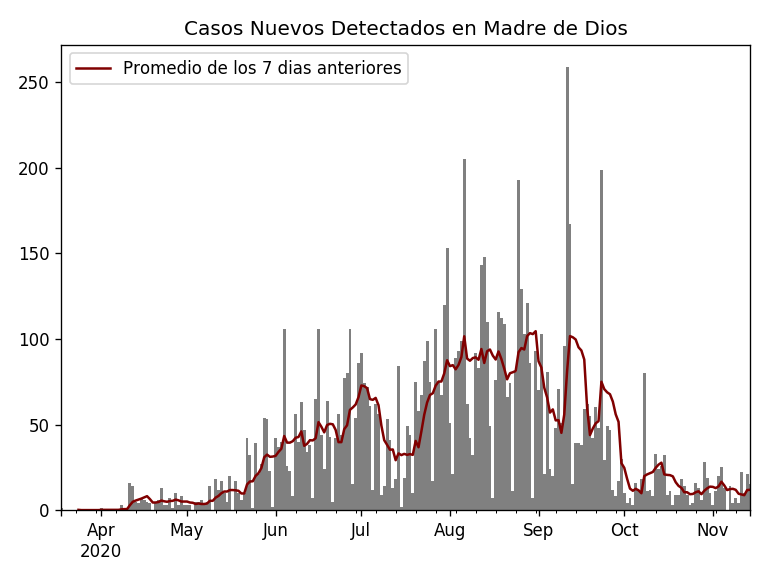 Casos Nuevos Detectados en Madre de Dios
Promedio de los 7 dias anteriores
250
200
150
100
50
0
Apr May Jun Jul Aug Sep Oct Nov
2020